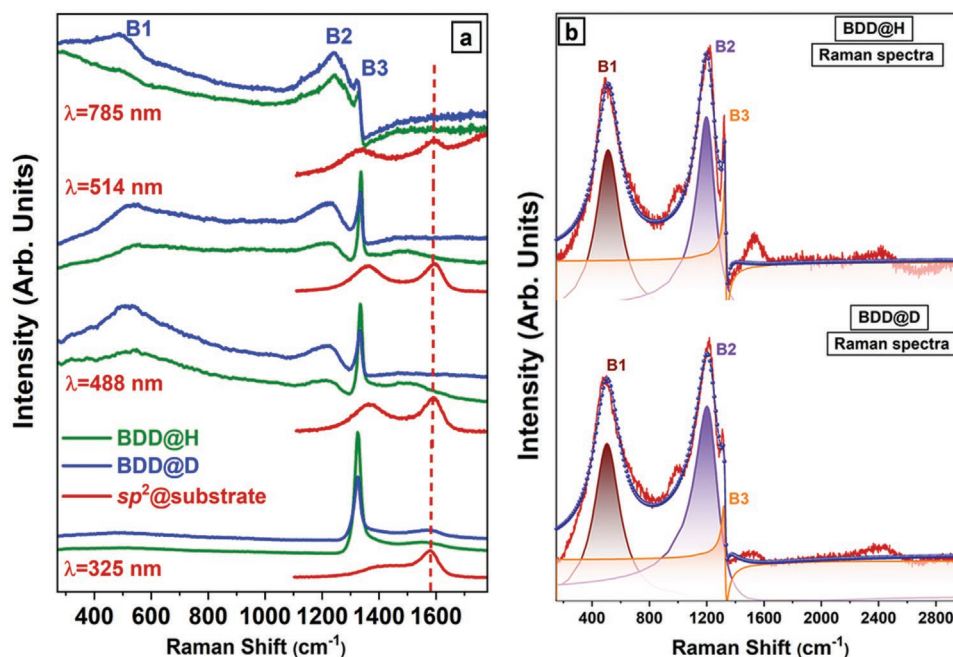 B1
B2
B3
a
λ=785 nm
λ=514 nm
λ=488 nm
BDD@H
BDD@D
sp²@substrate
λ=325 nm
Intensity (Arb. Units)
400 600 800 1000 1200 1400 1600
Raman Shift (cm⁻¹)
b
BDD@H
Raman spectra
B1
B2
B3
BDD@D
Raman spectra
B1
B2
B3
Intensity (Arb. Units)
400 800 1200 1600 2000 2400 2800
Raman Shift (cm⁻¹)